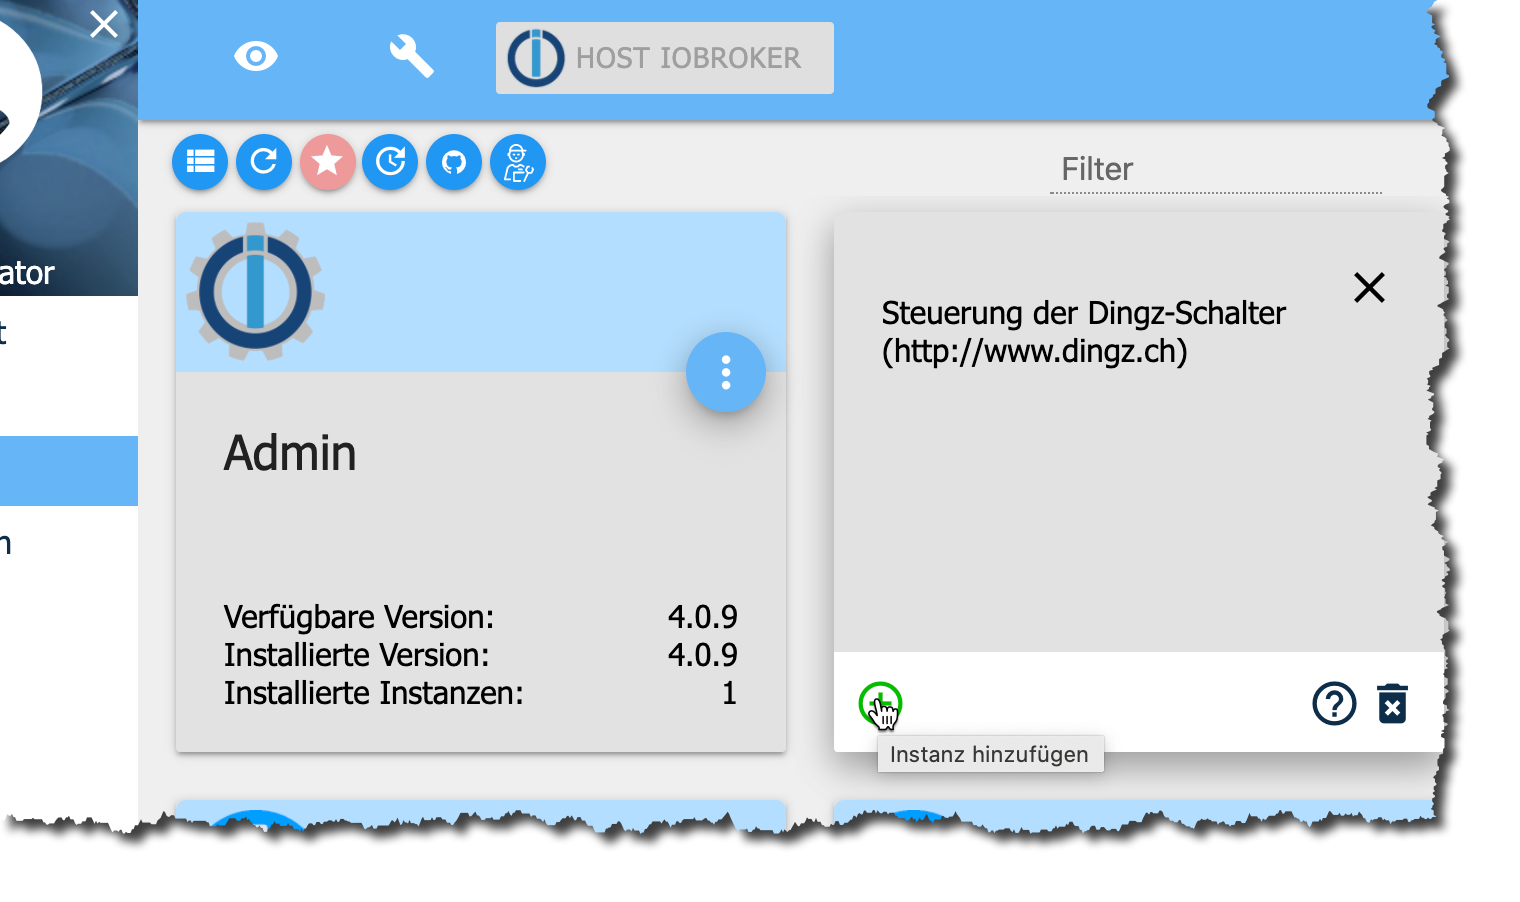 HOST IOBROKER
Filter
ator
t
n
Admin
Verfügbare Version: 4.0.9
Installierte Version: 4.0.9
Installierte Instanzen: 1
Steuerung der Dingz-Schalter
(http://www.dingz.ch)
Instanz hinzufügen